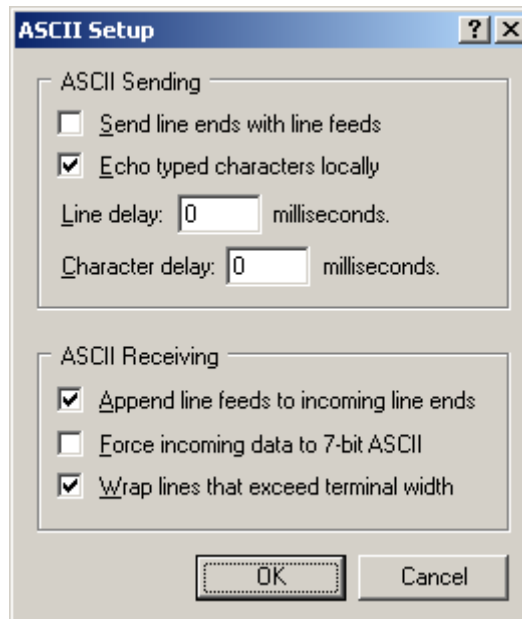 ASCII Setup
ASCII Sending
Send line ends with line feeds
Echo typed characters locally
Line delay: 0 milliseconds.
Character delay: 0 milliseconds.
ASCII Receiving
Append line feeds to incoming line ends
Force incoming data to 7-bit ASCII
Wrap lines that exceed terminal width
OK Cancel